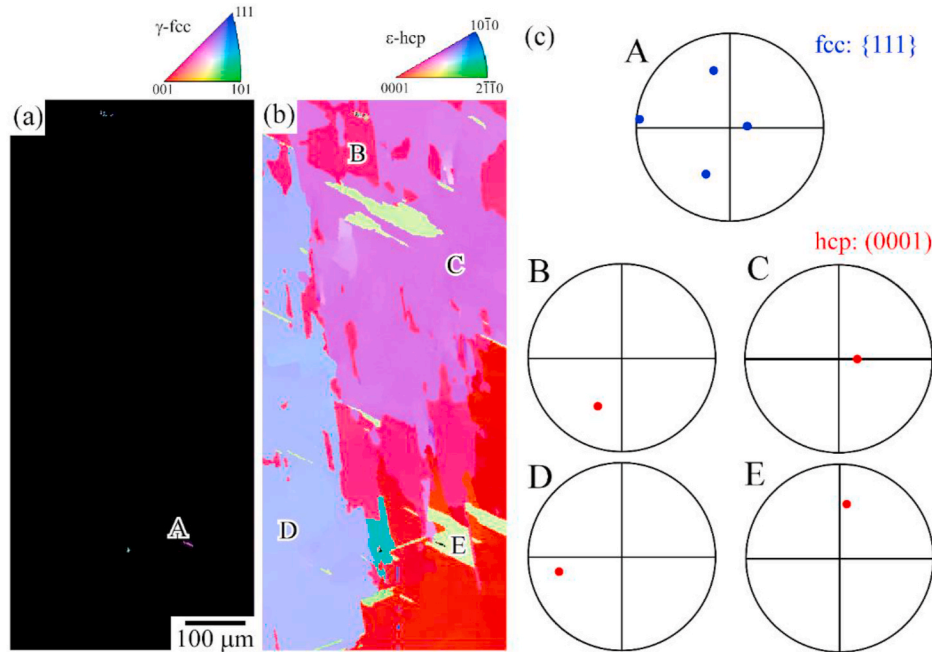 γ-fcc
111
001
101
ε-hcp
101̅0
0001
21̅1̅0
(a)
A
100 μm
(b)
B
C
D
E
(c)
A
fcc: {111}
hcp: (0001)
B
C
D
E